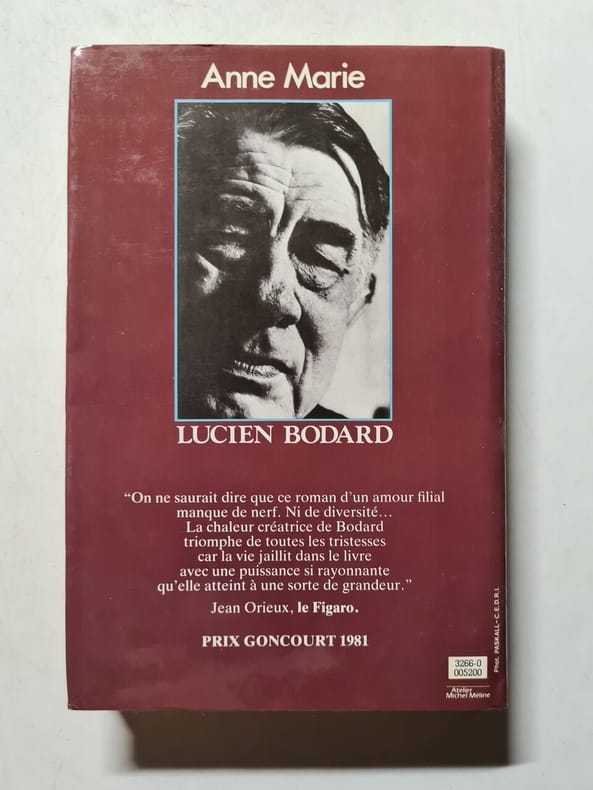 Anne Marie
LUCIEN BODARD
“On ne saurait dire que ce roman d'un amour filial
manque de nerf. Ni de diversité...
La chaleur créatrice de Bodard
triomphe de toutes les tristesses
car la vie jaillit dans le livre
avec une puissance si rayonnante
qu'elle atteint à une sorte de grandeur.”
Jean Orieux, le Figaro.
PRIX GONCOURT 1981
Phot. PASKALL-C.E.D.R.I.
3266-0
005200
Atelier
Michel Méline